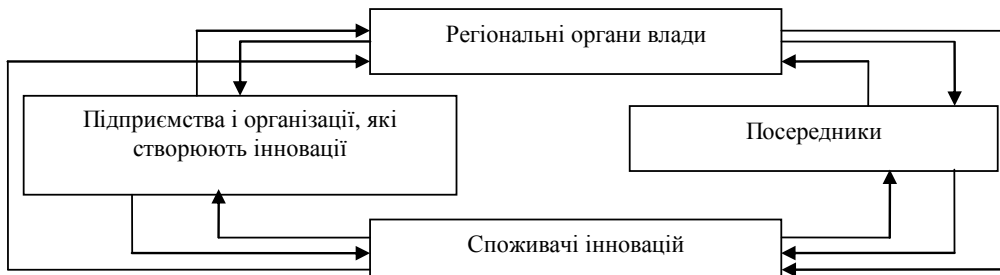 Регіональні органи влади
Підприємства і організації, які
створюють інновації
Посередники
Споживачі інновацій